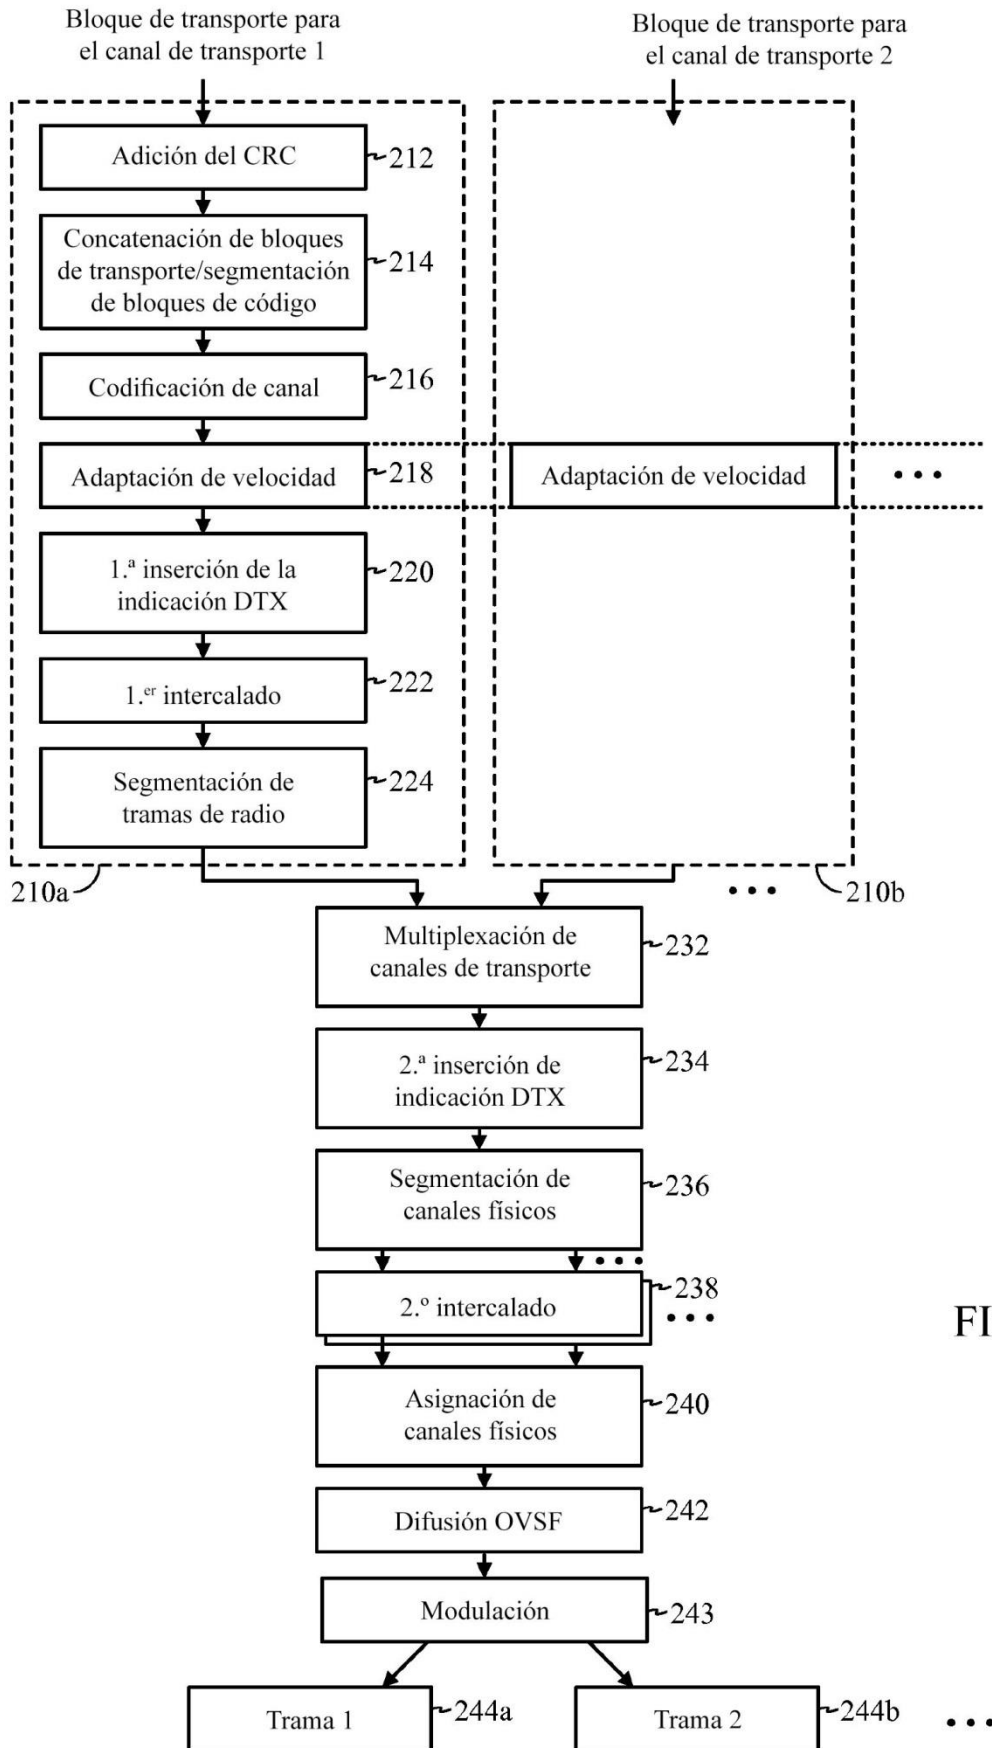 Bloque de transporte para
el canal de transporte 1
Bloque de transporte para
el canal de transporte 2
Adición del CRC
212
Concatenación de bloques
de transporte/segmentación
de bloques de código
214
Codificación de canal
216
Adaptación de velocidad
218
Adaptación de velocidad
1.ª inserción de la
indicación DTX
220
1.er intercalado
222
Segmentación de
tramas de radio
224
210a
210b
Multiplexación de
canales de transporte
232
2.ª inserción de
indicación DTX
234
Segmentación de
canales físicos
236
2.º intercalado
238
FI
Asignación de
canales físicos
240
Difusión OVSF
242
Modulación
243
Trama 1
244a
Trama 2
244b